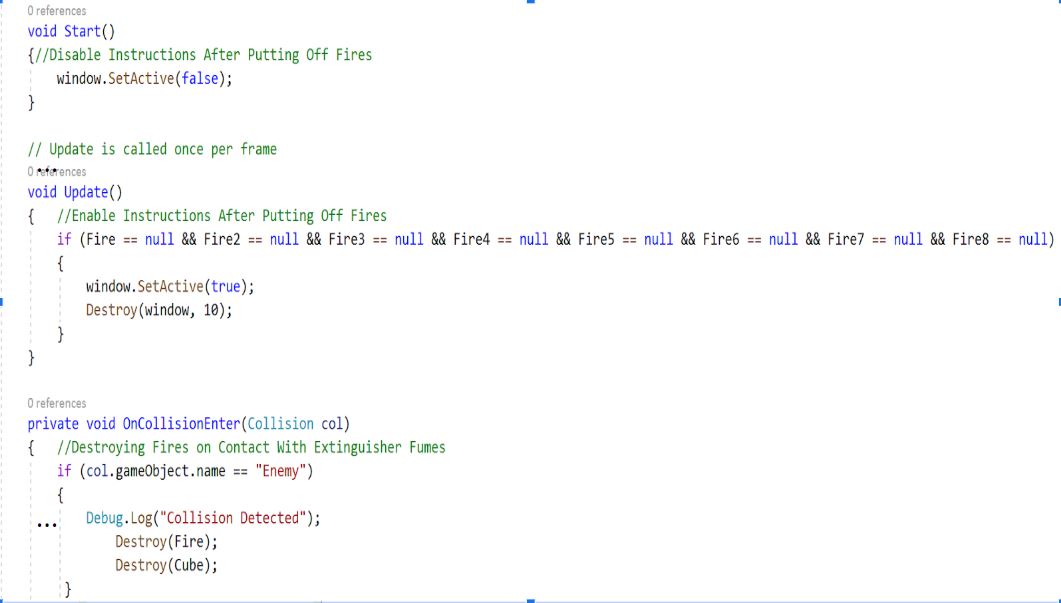 0 references
void Start()
{//Disable Instructions After Putting Off Fires
window.SetActive(false);
}
// Update is called once per frame
0 references
void Update()
{ //Enable Instructions After Putting Off Fires
if (Fire == null && Fire2 == null && Fire3 == null && Fire4 == null && Fire5 == null && Fire6 == null && Fire7 == null && Fire8 == null)
{
window.SetActive(true);
Destroy(window, 10);
}
}
0 references
private void OnCollisionEnter(Collision col)
{ //Destroying Fires on Contact With Extinguisher Fumes
if (col.gameObject.name == "Enemy")
{
... Debug.Log("Collision Detected");
Destroy(Fire);
Destroy(Cube);
}